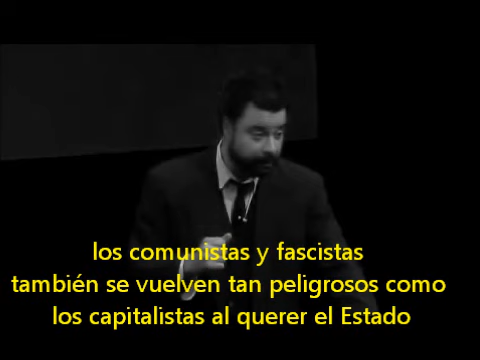 los comunistas y fascistas
también se vuelven tan peligrosos como
los capitalistas al querer el Estado